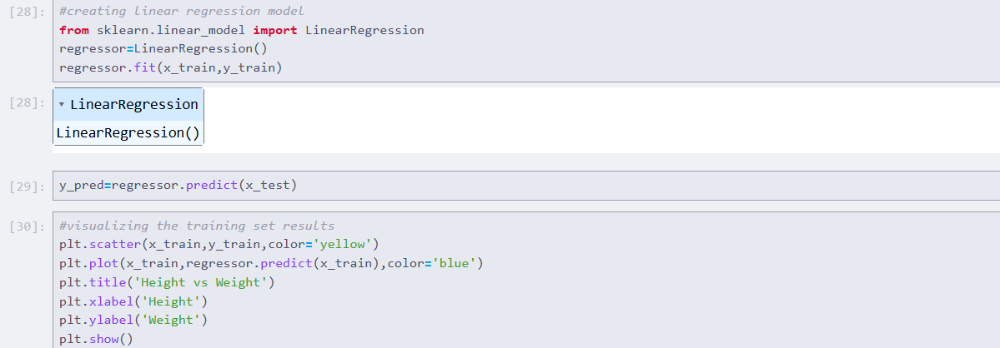 [28]: #creating linear regression model
from sklearn.linear_model import LinearRegression
regressor=LinearRegression()
regressor.fit(x_train,y_train)
[28]: ▾ LinearRegression
LinearRegression()
[29]: y_pred=regressor.predict(x_test)
[30]: #visualizing the training set results
plt.scatter(x_train,y_train,color='yellow')
plt.plot(x_train,regressor.predict(x_train),color='blue')
plt.title('Height vs Weight')
plt.xlabel('Height')
plt.ylabel('Weight')
plt.show()